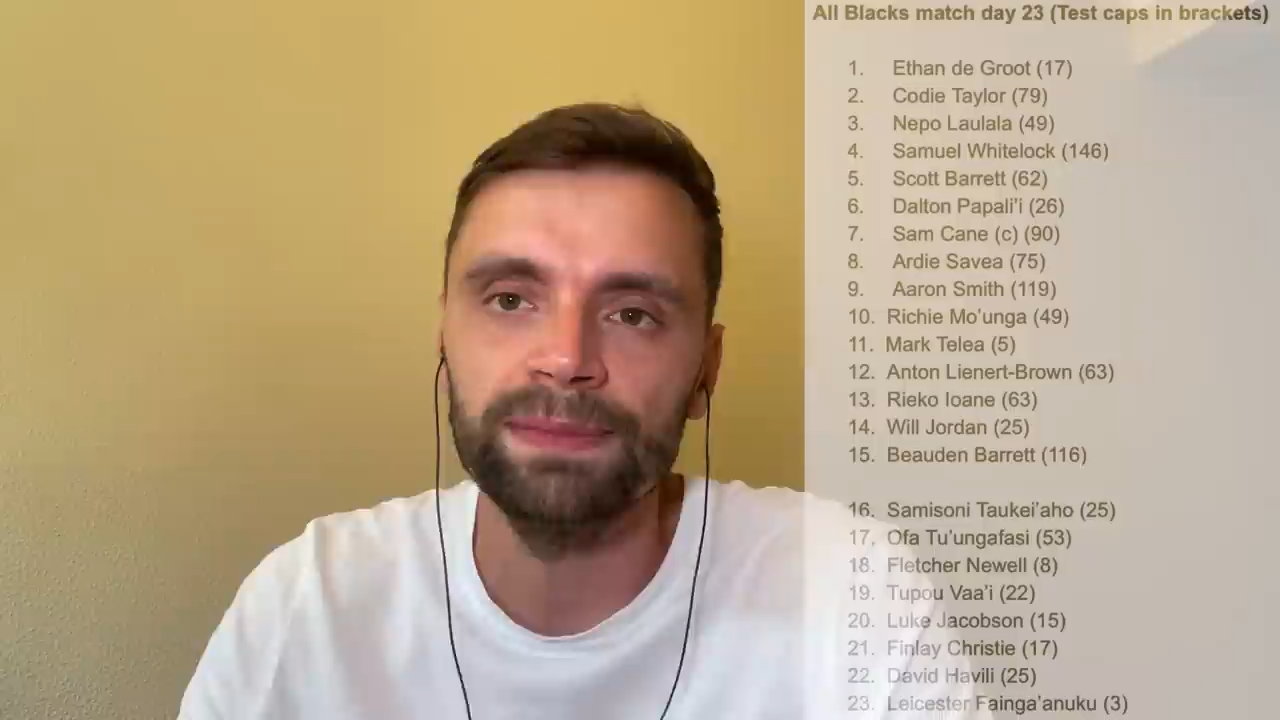 All Blacks match day 23 (Test caps in brackets)
1. Ethan de Groot (17)
2. Codie Taylor (79)
3. Nepo Laulala (49)
4. Samuel Whitelock (146)
5. Scott Barrett (62)
6. Dalton Papali’i (26)
7. Sam Cane (c) (90)
8. Ardie Savea (75)
9. Aaron Smith (119)
10. Richie Mo’unga (49)
11. Mark Telea (5)
12. Anton Lienert-Brown (63)
13. Rieko Ioane (63)
14. Will Jordan (25)
15. Beauden Barrett (116)
16. Samisoni Taukei’aho (25)
17. Ofa Tu’ungafasi (53)
18. Fletcher Newell (8)
19. Tupou Vaa’i (22)
20. Luke Jacobson (15)
21. Finlay Christie (17)
22. David Havili (25)
23. Leicester Fainga’anuku (3)